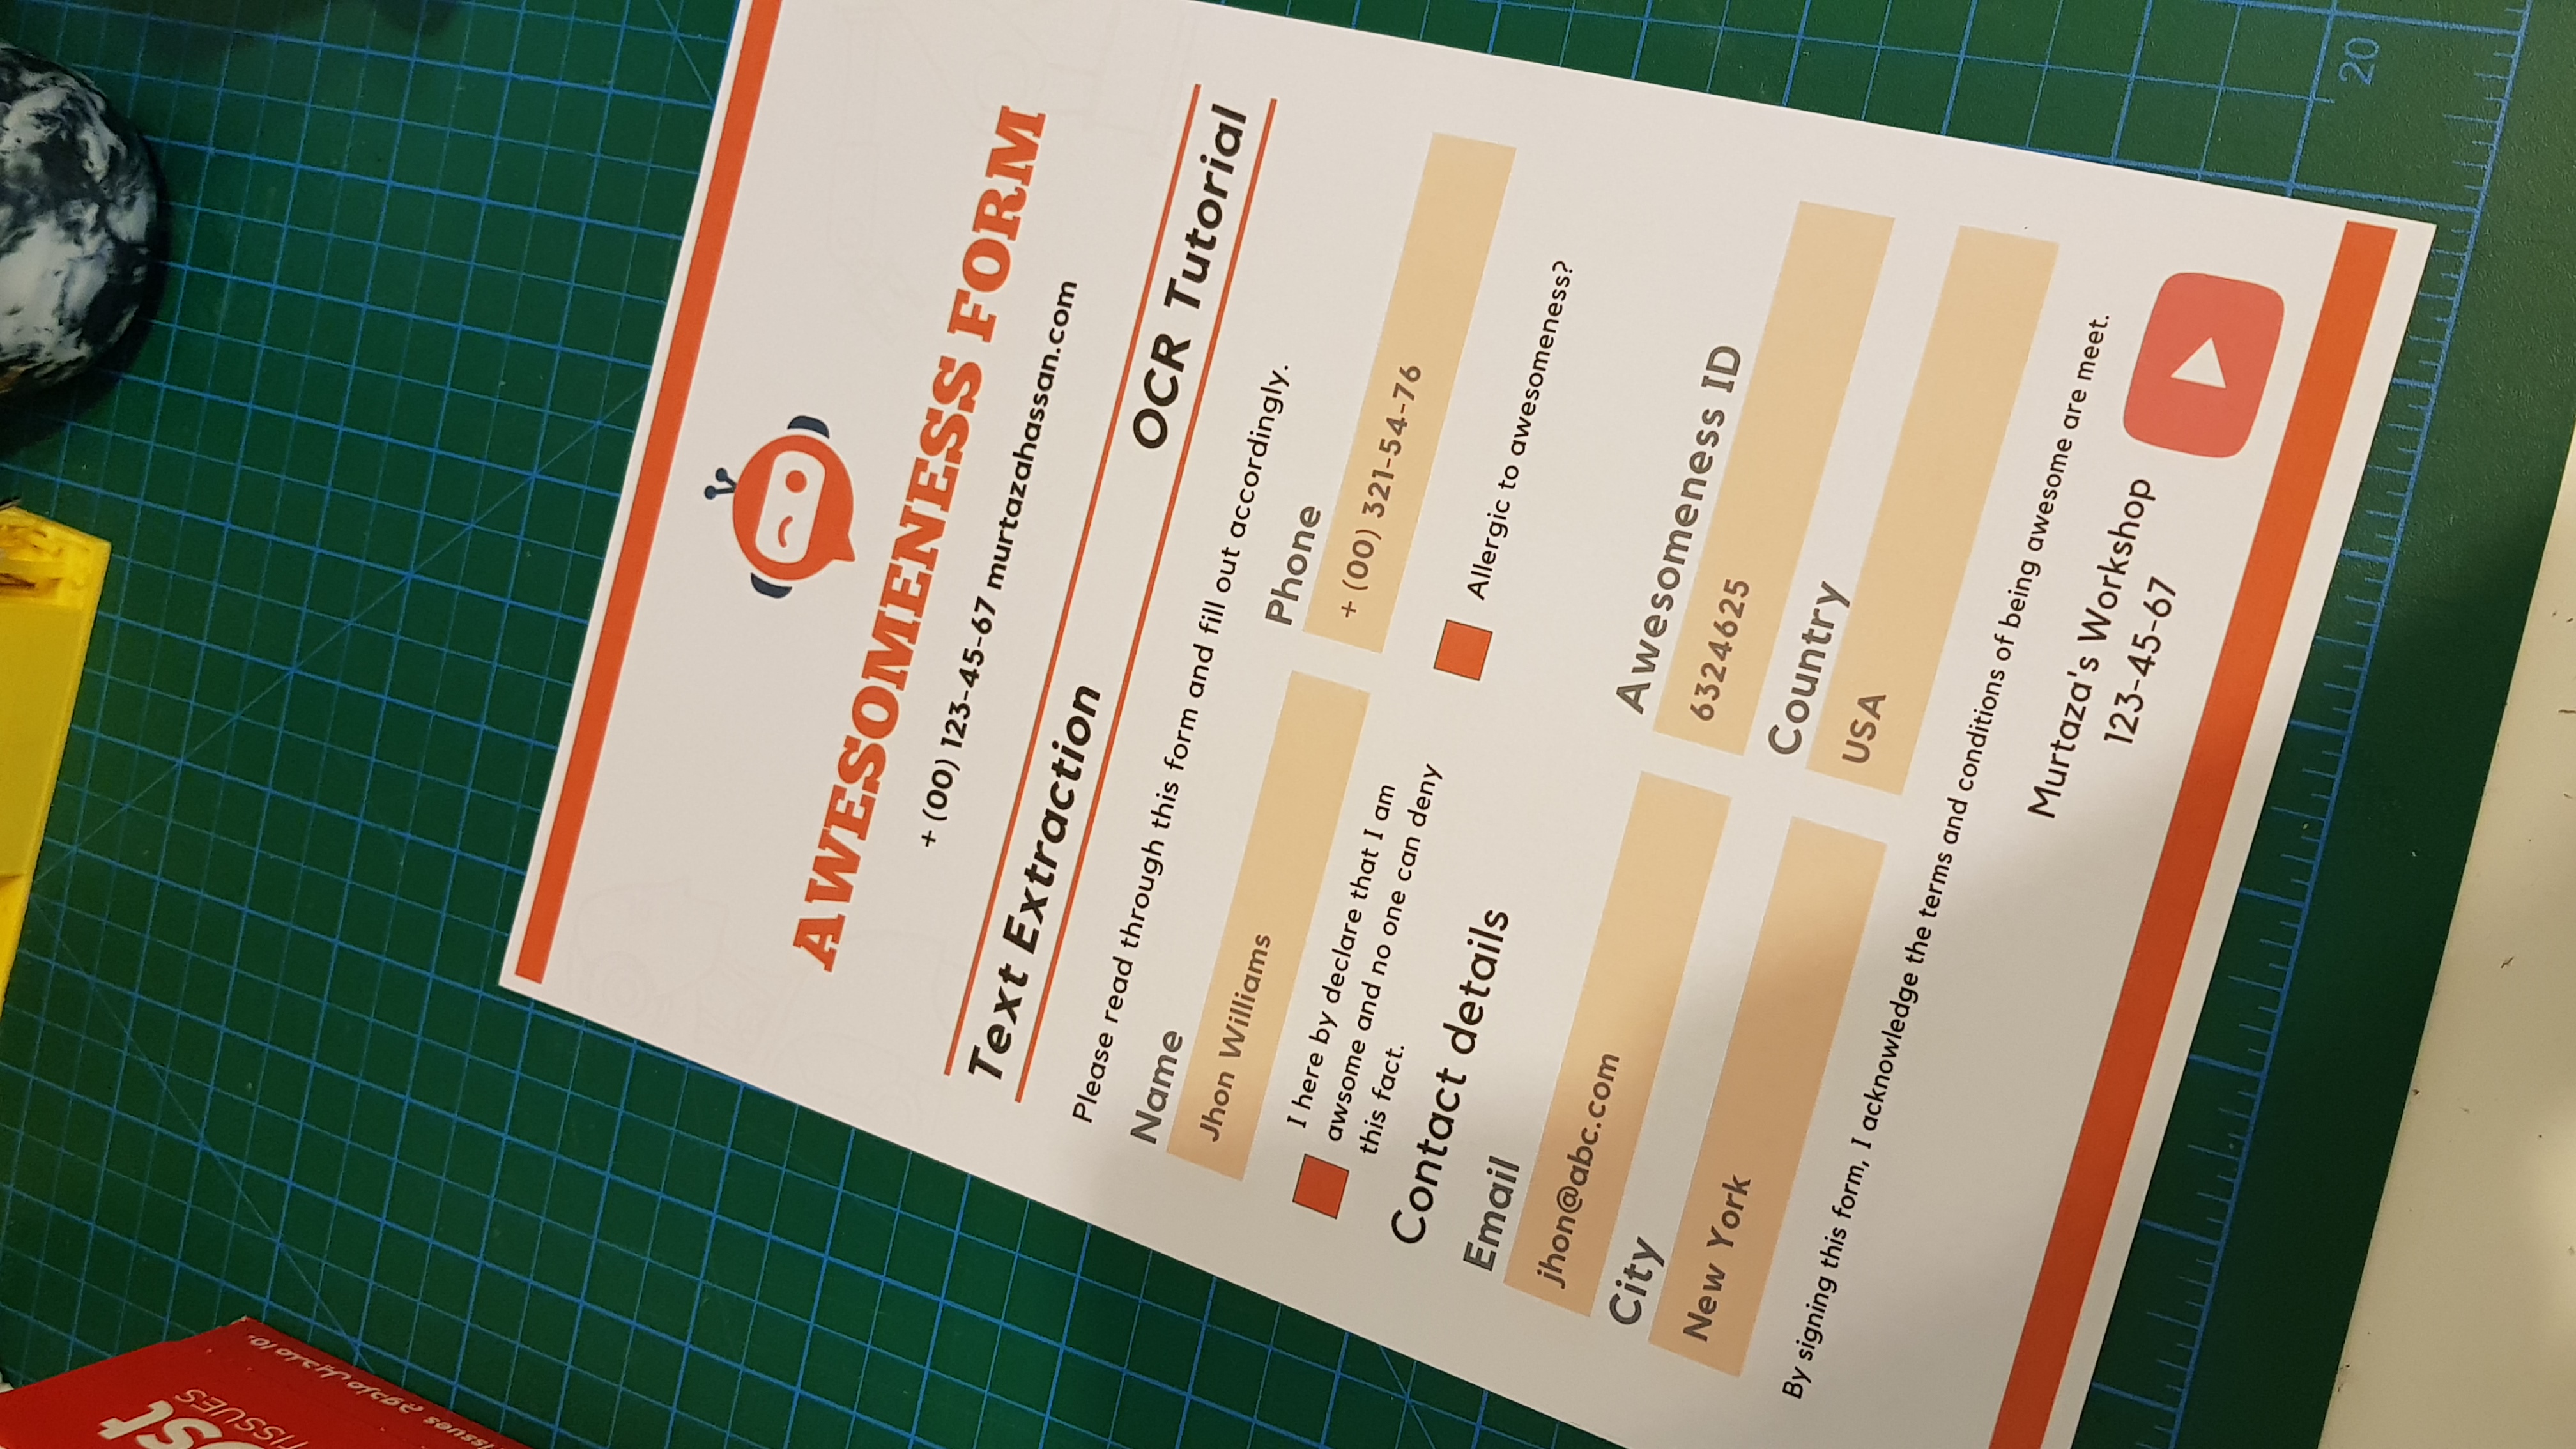 st
TISSUES
١٠ مناديل مزدوج
issues
AWESOMENESS FORM
+ (00) 123-45-67 murtazahassan.com
Text Extraction
OCR Tutorial
Please read through this form and fill out accordingly.
Name
Phone
Jhon Williams
+ (00) 321-54-76
I here by declare that I am
awsome and no one can deny
this fact.
Allergic to awesomeness?
Contact details
Email
Awesomeness ID
jhon@abc.com
6324625
City
Country
New York
USA
By signing this form, I acknowledge the terms and conditions of being awesome are meet.
Murtaza's Workshop
123-45-67
20